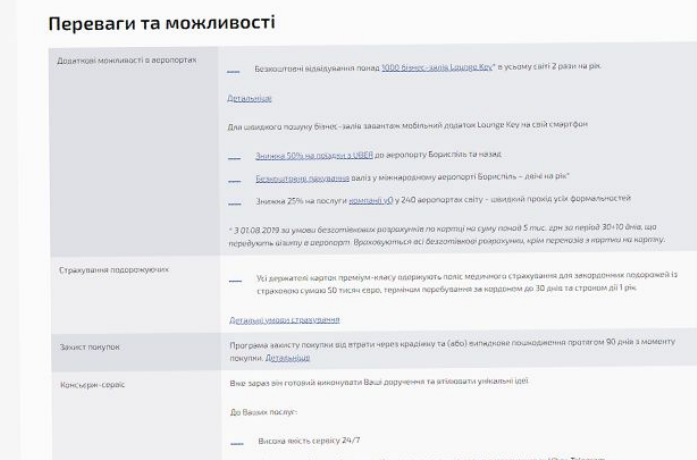 Переваги та можливості
Додаткові можливості в аеропортах
Безкоштовні відвідування понад 1000 бізнес-залів Lounge Key* в усьому світі 2 рази на рік.
Детальніше
Для швидкого пошуку бізнес-залів завантаж мобільний додаток Lounge Key на свій смартфон
Знижка 50% на поїздки з UBER до аеропорту Бориспіль та назад
Безкоштовне пакування валіз у міжнародному аеропорті Бориспіль – двічі на рік*
Знижка 25% на послуги компанії yQ у 240 аеропортах світу – швидкий прохід усіх формальностей
* З 01.08.2019 за умови безготівкових розрахунків по картці на суму понад 5 тис. грн за період 30+10 днів, що
передують візиту в аеропорт. Враховуються всі безготівкові розрахунки, крім переказів з картки на картку.
Страхування подорожуючих
Усі держателі карток преміум-класу одержують поліс медичного страхування для закордонних подорожей із
страховою сумою 50 тисяч євро, терміном перебування за кордоном до 30 днів та строком дії 1 рік.
Детальні умови страхування
Захист покупок
Програма захисту покупки від втрати через крадіжку та (або) випадкове пошкодження протягом 90 днів з моменту
покупки. Детальніше
Консьєрж-сервіс
Вже зараз він готовий виконувати Ваші доручення та втілювати унікальні ідеї.
До Ваших послуг:
Висока якість сервісу 24/7